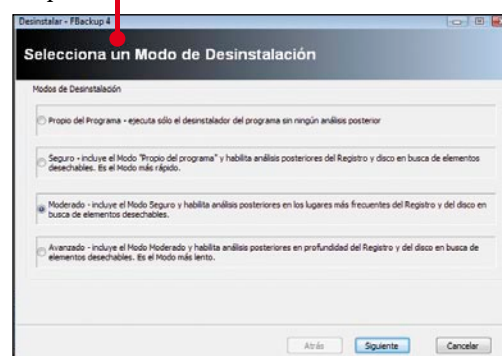 Desinstalar - FBackup 4
Selecciona un Modo de Desinstalación
Modos de Desinstalación
Propio del Programa - ejecuta sólo el desinstalador del programa sin ningún análisis posterior
Seguro - incluye el Modo "Propio del programa" y habilita análisis posteriores del Registro y disco en busca de elementos
desechables. Es el Modo más rápido.
Moderado - incluye el Modo Seguro y habilita análisis posteriores en los lugares más frecuentes del Registro y del disco en
busca de elementos desechables.
Avanzado - incluye el Modo Moderado y habilita análisis posteriores en profundidad del Registro y del disco en busca de
elementos desechables. Es el Modo más lento.
Atrás Siguiente Cancelar